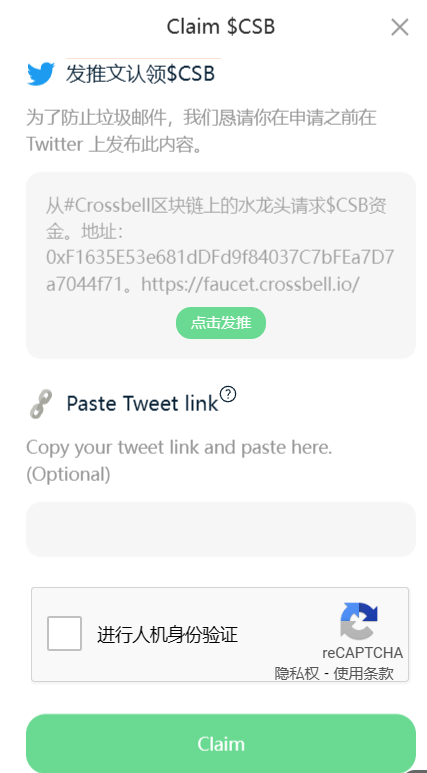 Claim $CSB
发推文认领$CSB
为了防止垃圾邮件，我们恳请你在申请之前在
Twitter 上发布此内容。
从#Crossbell区块链上的水龙头请求$CSB资
金。地址：
0xF1635E53e681dDFd9f84037C7bFEa7D7
a7044f71。https://faucet.crossbell.io/
点击发推
Paste Tweet link?
Copy your tweet link and paste here.
(Optional)
进行人机身份验证
reCAPTCHA
隐私权 - 使用条款
Claim